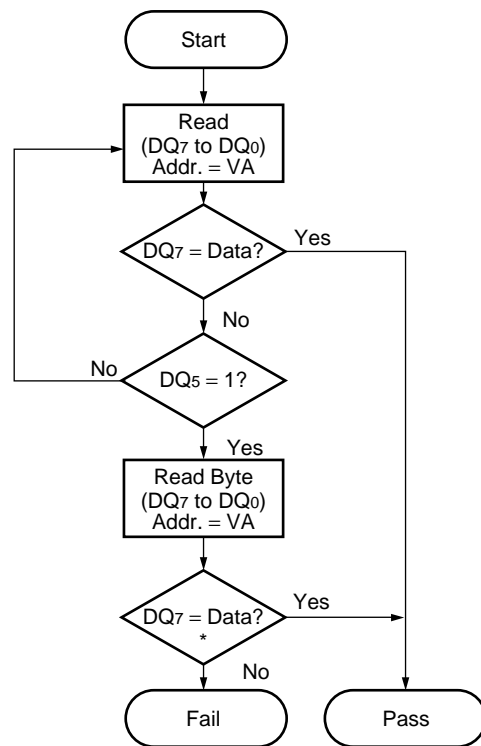 Start
Read
(DQ7 to DQ0)
Addr. = VA
DQ7 = Data?
Yes
No
No
DQ5 = 1?
Yes
Read Byte
(DQ7 to DQ0)
Addr. = VA
DQ7 = Data?
*
Yes
No
Fail
Pass